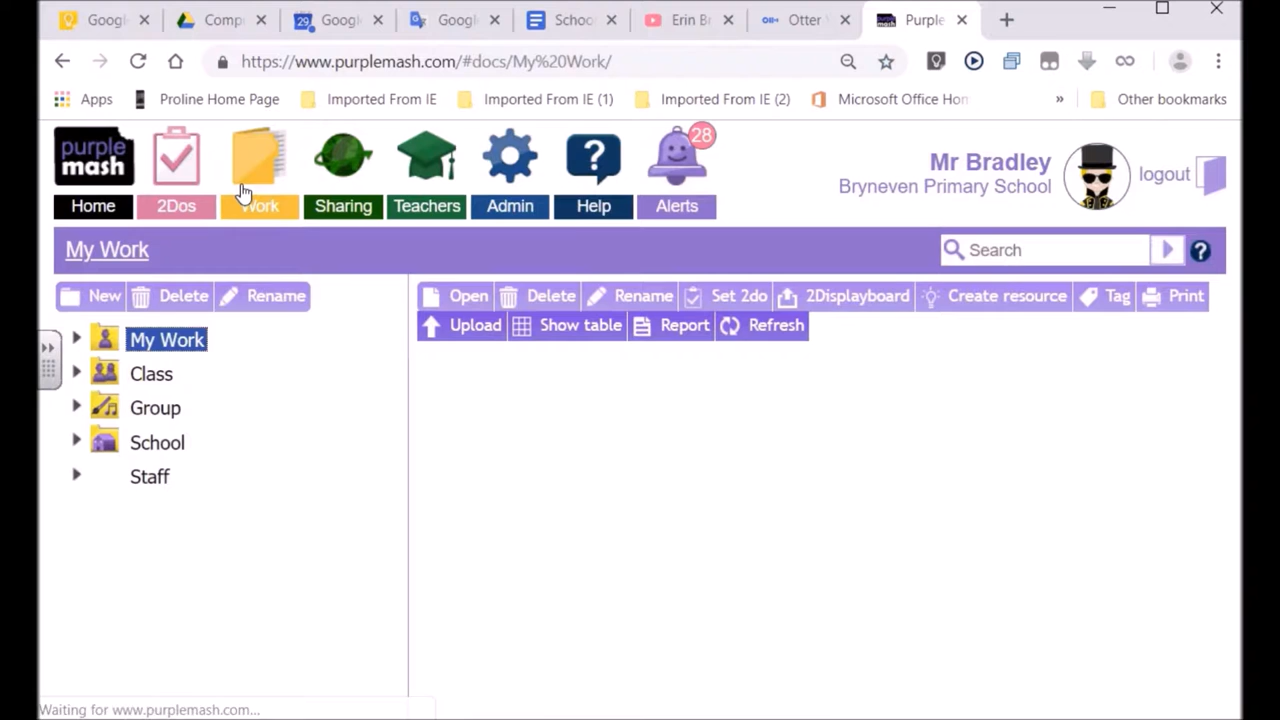 Googl Comp Googl Googl Schoo Erin Br Otter Purple
https://www.purplemash.com/#docs/My%20Work/
Apps Proline Home Page Imported From IE Imported From IE (1) Imported From IE (2) Microsoft Office Hom » Other bookmarks
purple
mash
28
Mr Bradley
Bryneven Primary School
logout
Home 2Dos Work Sharing Teachers Admin Help Alerts
My Work Search
New Delete Rename Open Delete Rename Set 2do 2Displayboard Create resource Tag Print
Upload Show table Report Refresh
My Work
Class
Group
School
Staff
Waiting for www.purplemash.com...